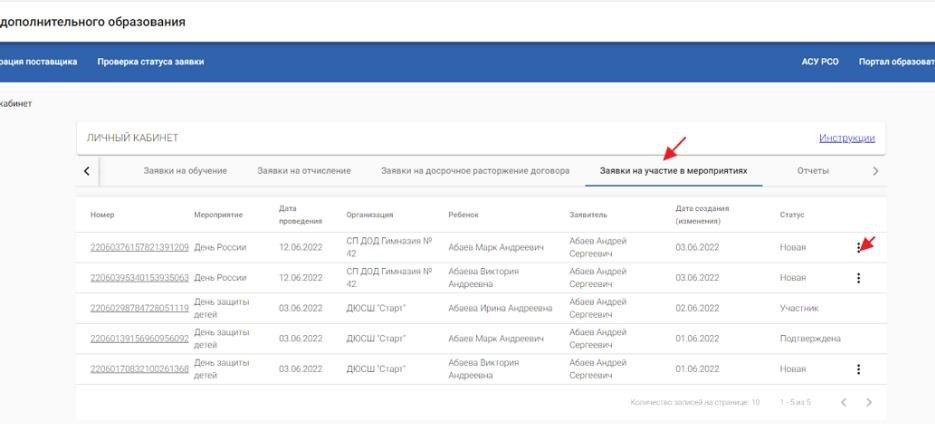 дополнительного образования
рация поставщика Проверка статуса заявки АСУ РСО Портал образоват
кабинет
ЛИЧНЫЙ КАБИНЕТ Инструкции
Заявки на обучение Заявки на отчисление Заявки на досрочное расторжение договора Заявки на участие в мероприятиях Отчеты
Номер Мероприятие Дата проведения Организация Ребенок Заявитель Дата создания (изменения) Статус
22060376157821391209 День России 12.06.2022 СП ДОД Гимназия № 42 Абаев Марк Андреевич Абаев Андрей Сергеевич 03.06.2022 Новая
22060395340153935063 День России 12.06.2022 СП ДОД Гимназия № 42 Абаева Виктория Андреевна Абаев Андрей Сергеевич 03.06.2022 Новая
22060298784728051119 День защиты детей 03.06.2022 ДЮСШ "Старт" Абаева Ирина Андреевна Абаев Андрей Сергеевич 02.06.2022 Участник
22060139156960956092 День защиты детей 03.06.2022 ДЮСШ "Старт" Абаев Марк Андреевич Абаев Андрей Сергеевич 01.06.2022 Подтверждена
22060170832100261368 День защиты детей 03.06.2022 ДЮСШ "Старт" Абаева Виктория Андреевна Абаев Андрей Сергеевич 01.06.2022 Новая
Количество записей на странице: 10 1 - 5 из 5